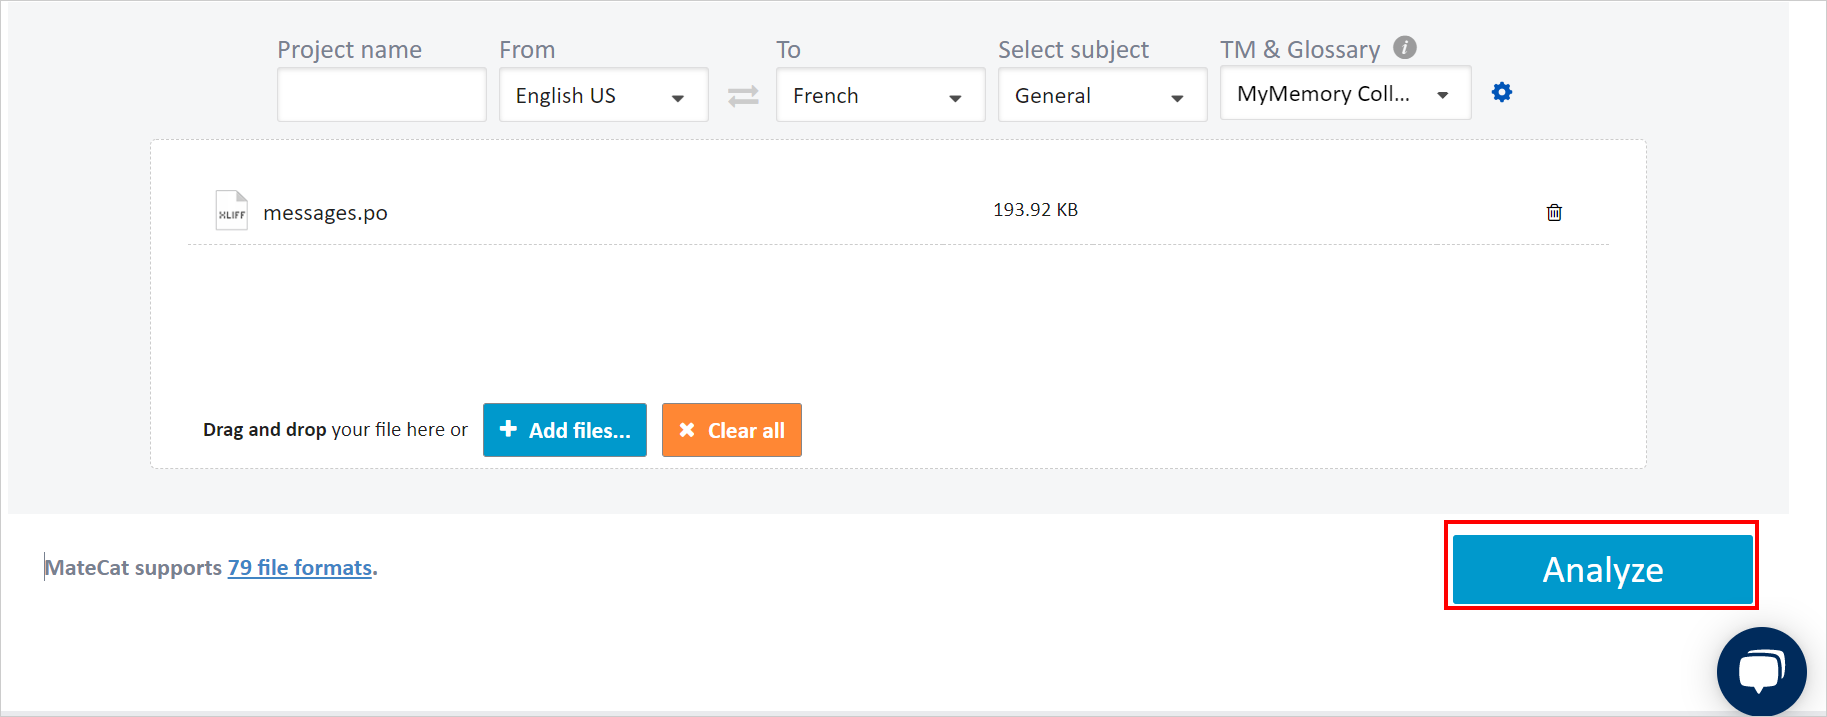 Project name From To Select subject TM & Glossary i
English US French General MyMemory Coll...
XLIFF messages.po 193.92 KB
Drag and drop your file here or + Add files... ✖ Clear all
MateCat supports 79 file formats.
Analyze